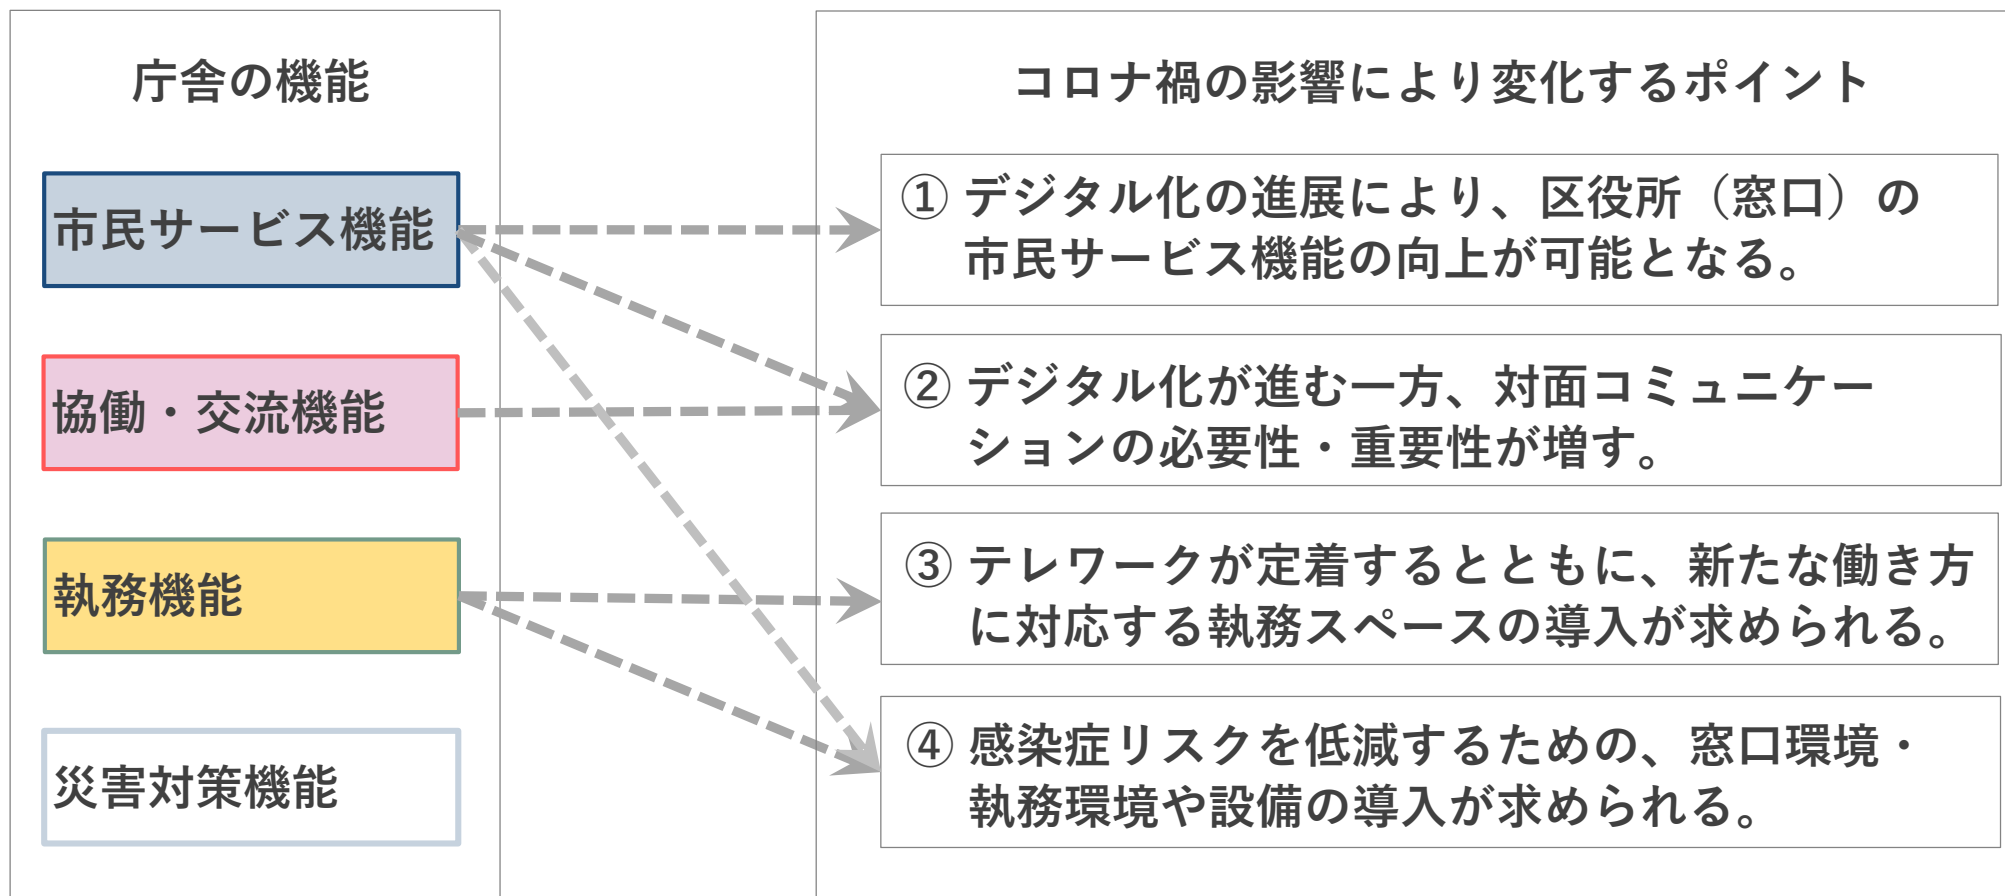 庁舎の機能
市民サービス機能
協働・交流機能
執務機能
災害対策機能
コロナ禍の影響により変化するポイント
① デジタル化の進展により、区役所（窓口）の
市民サービス機能の向上が可能となる。
② デジタル化が進む一方、対面コミュニケー
ションの必要性・重要性が増す。
③ テレワークが定着するとともに、新たな働き方
に対応する執務スペースの導入が求められる。
④ 感染症リスクを低減するための、窓口環境・
執務環境や設備の導入が求められる。